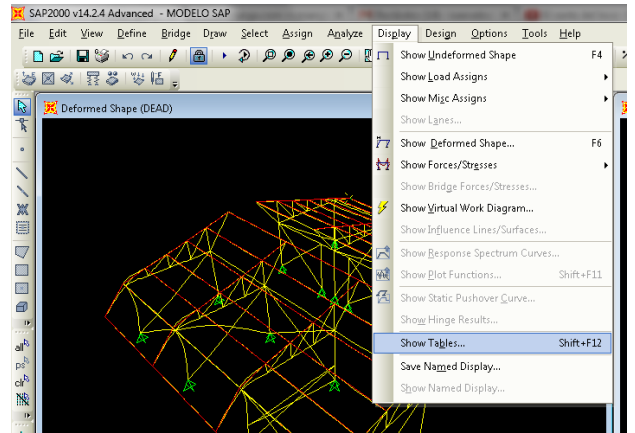 SAP2000 v14.2.4 Advanced - MODELO SAP
File Edit View Define Bridge Draw Select Assign Analyze Display Design Options Tools Help
Show Undeformed Shape F4
Show Load Assigns
Show Misc Assigns
Show Lanes...
Show Deformed Shape... F6
Show Forces/Stresses
Show Bridge Forces/Stresses...
Show Virtual Work Diagram...
Show Influence Lines/Surfaces...
Show Response Spectrum Curves...
Show Plot Functions... Shift+F11
Show Static Pushover Curve...
Show Hinge Results...
Show Tables... Shift+F12
Save Named Display...
Show Named Display...
Deformed Shape (DEAD)
all
ps
clr